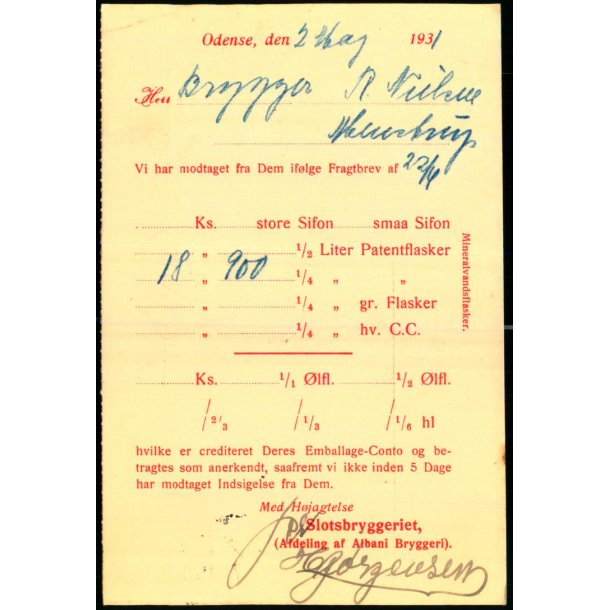 Odense, den 2 Maj 1931
Herr Brygger R. Nielsen
Vi har modtaget fra Dem ifølge Fragtbrev af 22/4
Ks. store Sifon smaa Sifon
„ 1/2 Liter Patentflasker
18 „ 900 1/4 „ „
„ 1/4 „ gr. Flasker
„ 1/4 „ hv. C.C.
Mineralvandsflasker.
Ks. 1/1 Ølfl. 1/2 Ølfl.
/ 2/3 / 1/3 / 1/6 hl
hvilke er crediteret Deres Emballage-Conto og be-
tragtes som anerkendt, saafremt vi ikke inden 5 Dage
har modtaget Indsigelse fra Dem.
Med Højagtelse
Slotsbryggeriet,
(Afdeling af Albani Bryggeri).
Jørgensen